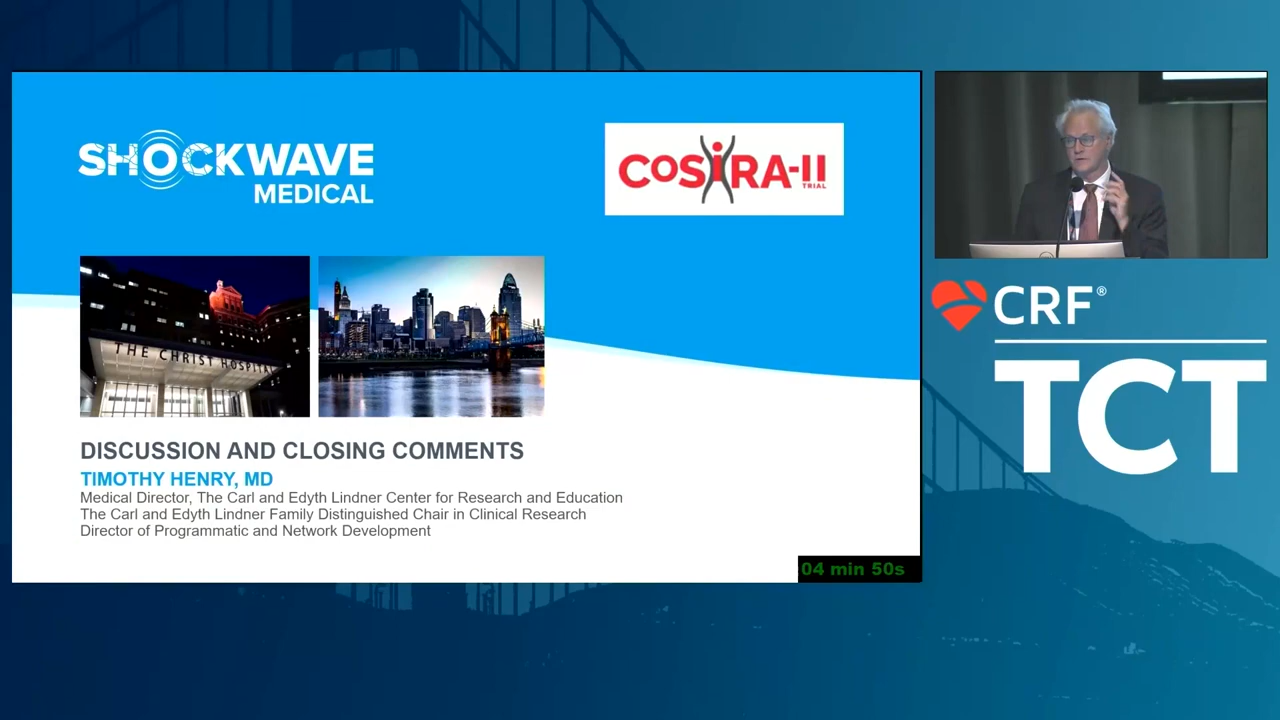 SHOCKWAVE
MEDICAL
COSIRA-II
TRIAL
THE CHRIST HOSPITAL
DISCUSSION AND CLOSING COMMENTS
TIMOTHY HENRY, MD
Medical Director, The Carl and Edyth Lindner Center for Research and Education
The Carl and Edyth Lindner Family Distinguished Chair in Clinical Research
Director of Programmatic and Network Development
04 min 50s
CRF®
TCT